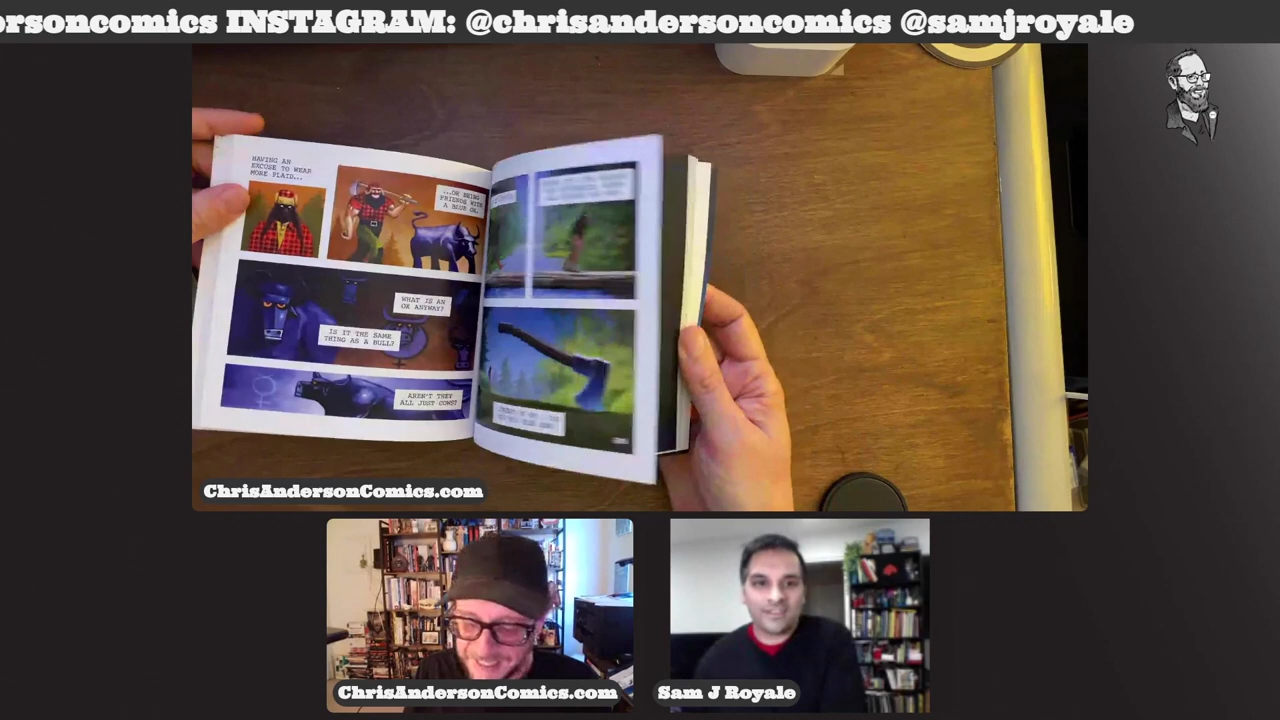 ersoncomics INSTAGRAM: @chrisandersoncomics @samjroyale
HAVING AN
EXCUSE TO WEAR
MORE PLAID...
...OR BEING
FRIENDS WITH
A BLUE OX.
WHAT IS AN
OX ANYWAY?
IS IT THE SAME
THING AS A BULL?
AREN'T THEY
ALL JUST COWS?
ChrisAndersonComics.com
ChrisAndersonComics.com
Sam J Royale